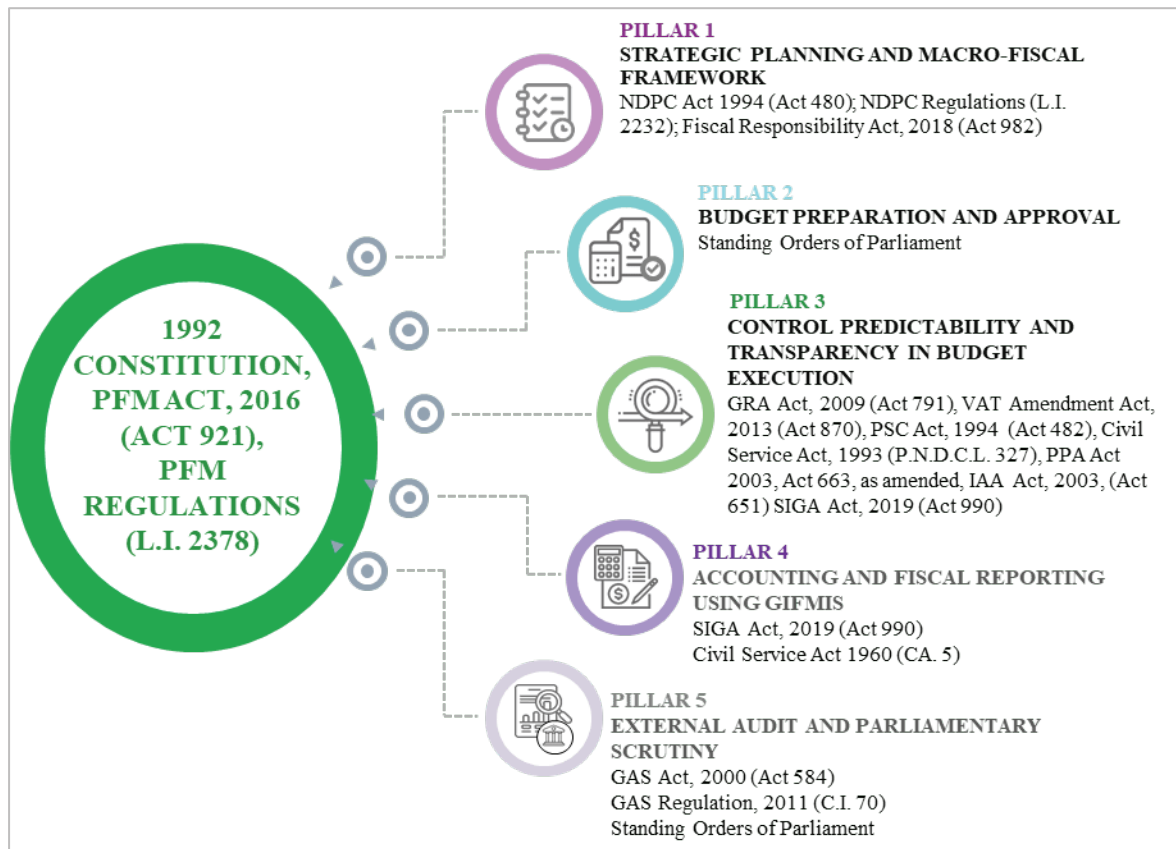 PILLAR 1
STRATEGIC PLANNING AND MACRO-FISCAL
FRAMEWORK
NDPC Act 1994 (Act 480); NDPC Regulations (L.I.
2232); Fiscal Responsibility Act, 2018 (Act 982)
PILLAR 2
BUDGET PREPARATION AND APPROVAL
Standing Orders of Parliament
1992
CONSTITUTION,
PFM ACT, 2016
(ACT 921),
PFM
REGULATIONS
(L.I. 2378)
PILLAR 3
CONTROL PREDICTABILITY AND
TRANSPARENCY IN BUDGET
EXECUTION
GRA Act, 2009 (Act 791), VAT Amendment Act,
2013 (Act 870), PSC Act, 1994 (Act 482), Civil
Service Act, 1993 (P.N.D.C.L. 327), PPA Act
2003, Act 663, as amended, IAA Act, 2003, (Act
651) SIGA Act, 2019 (Act 990)
PILLAR 4
ACCOUNTING AND FISCAL REPORTING
USING GIFMIS
SIGA Act, 2019 (Act 990)
Civil Service Act 1960 (CA. 5)
PILLAR 5
EXTERNAL AUDIT AND PARLIAMENTARY
SCRUTINY
GAS Act, 2000 (Act 584)
GAS Regulation, 2011 (C.I. 70)
Standing Orders of Parliament